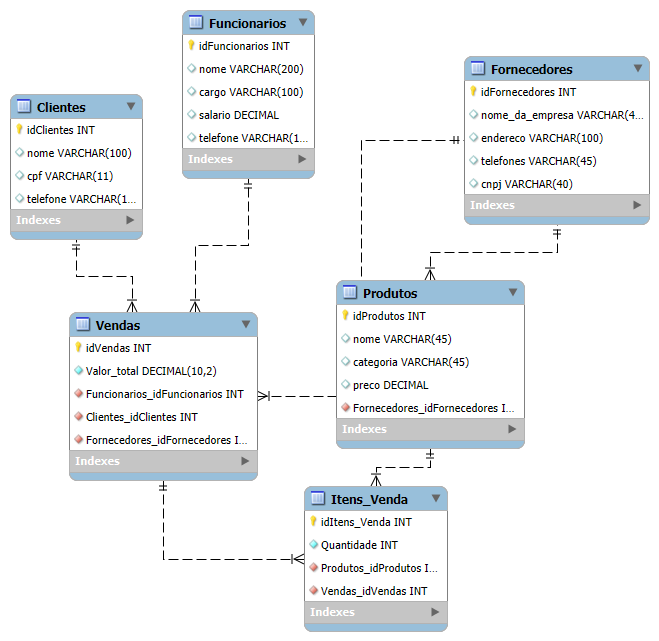 Funcionarios
idFuncionarios INT
nome VARCHAR(200)
cargo VARCHAR(100)
salario DECIMAL
telefone VARCHAR(1...
Indexes
Fornecedores
idFornecedores INT
nome_da_empresa VARCHAR(4...
endereco VARCHAR(100)
telefones VARCHAR(45)
cnpj VARCHAR(40)
Indexes
Clientes
idClientes INT
nome VARCHAR(100)
cpf VARCHAR(11)
telefone VARCHAR(1...
Indexes
Produtos
idProdutos INT
nome VARCHAR(45)
categoria VARCHAR(45)
preco DECIMAL
Fornecedores_idFornecedores I...
Indexes
Vendas
idVendas INT
Valor_total DECIMAL(10,2)
Funcionarios_idFuncionarios INT
Clientes_idClientes INT
Fornecedores_idFornecedores I...
Indexes
Itens_Venda
idItens_Venda INT
Quantidade INT
Produtos_idProdutos I...
Vendas_idVendas INT
Indexes